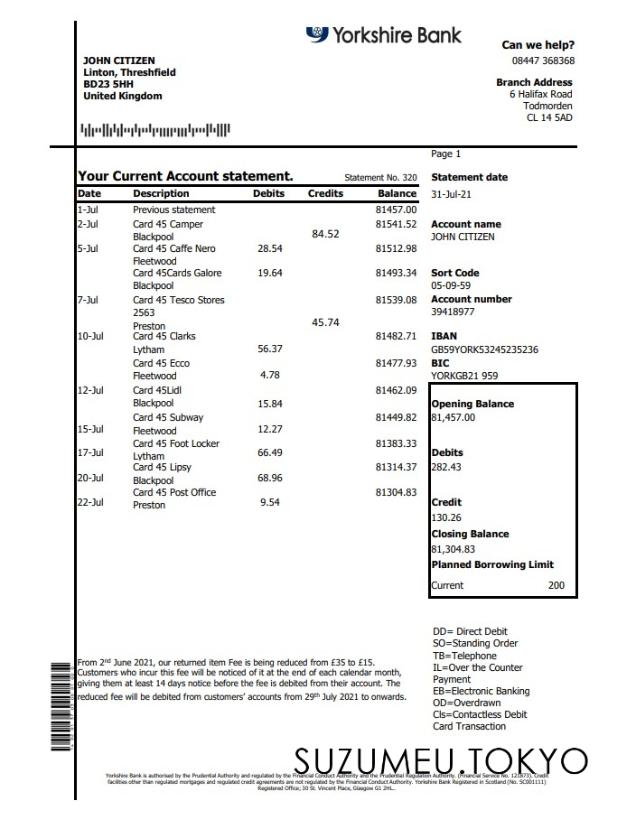 Yorkshire Bank
Can we help?
08447 368368
JOHN CITIZEN
Linton, Threshfield
BD23 5HH
United Kingdom
Branch Address
6 Halifax Road
Todmorden
CL 14 5AD
Page 1
Your Current Account statement. Statement No. 320
Statement date
31-Jul-21
Date Description Debits Credits Balance
1-Jul Previous statement 81457.00
2-Jul Card 45 Camper 81541.52
Blackpool 84.52
5-Jul Card 45 Caffe Nero 28.54 81512.98
Fleetwood
Card 45Cards Galore 19.64 81493.34
Blackpool
7-Jul Card 45 Tesco Stores 81539.08
2563
Preston 45.74
10-Jul Card 45 Clarks 81482.71
Lytham 56.37
Card 45 Ecco 81477.93
Fleetwood 4.78
12-Jul Card 45Lidl 81462.09
Blackpool 15.84
Card 45 Subway 81449.82
15-Jul Fleetwood 12.27
Card 45 Foot Locker 81383.33
17-Jul Lytham 66.49
Card 45 Lipsy 81314.37
20-Jul Blackpool 68.96
Card 45 Post Office 81304.83
22-Jul Preston 9.54
Account name
JOHN CITIZEN
Sort Code
05-09-59
Account number
39418977
IBAN
GB59YORK53245235236
BIC
YORKGB21 959
Opening Balance
81,457.00
Debits
282.43
Credit
130.26
Closing Balance
81,304.83
Planned Borrowing Limit
Current 200
DD= Direct Debit
SO=Standing Order
TB=Telephone
IL=Over the Counter
Payment
EB=Electronic Banking
OD=Overdrawn
Cls=Contactless Debit
Card Transaction
From 2nd June 2021, our returned item Fee is being reduced from £35 to £15.
Customers who incur this fee will be noticed of it at the end of each calendar month,
giving them at least 14 days notice before the fee is debited from their account. The
reduced fee will be debited from customers' accounts from 29th July 2021 to onwards.
SUZUMEU.TOKYO
Yorkshire Bank is authorised by the Prudential Authority and regulated by the Financial Conduct Authority and the Prudential Regulation Authority. (Financial Service No. 121873). Credit
facilities other than regulated mortgages and regulated credit agreements are not regulated by the Financial Conduct Authority. Yorkshire Bank Registered in Scotland (No. SC001111)
Registered Office; 30 St. Vincent Place, Glasgow G1 2HL.